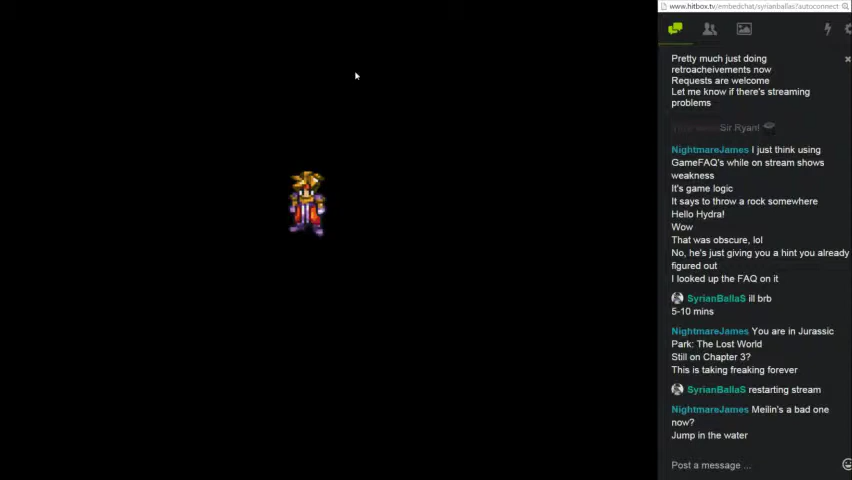 www.hitbox.tv/embedchat/syrianballas?autoconnect
Pretty much just doing
retroacheivements now
Requests are welcome
Let me know if there's streaming
problems
Sir Ryan!
NightmareJames I just think using
GameFAQ's while on stream shows
weakness
It's game logic
It says to throw a rock somewhere
Hello Hydra!
Wow
That was obscure, lol
No, he's just giving you a hint you already
figured out
I looked up the FAQ on it
SyrianBallaS ill brb
5-10 mins
NightmareJames You are in Jurassic
Park: The Lost World
Still on Chapter 3?
This is taking freaking forever
SyrianBallaS restarting stream
NightmareJames Meilin's a bad one
now?
Jump in the water
Post a message ...